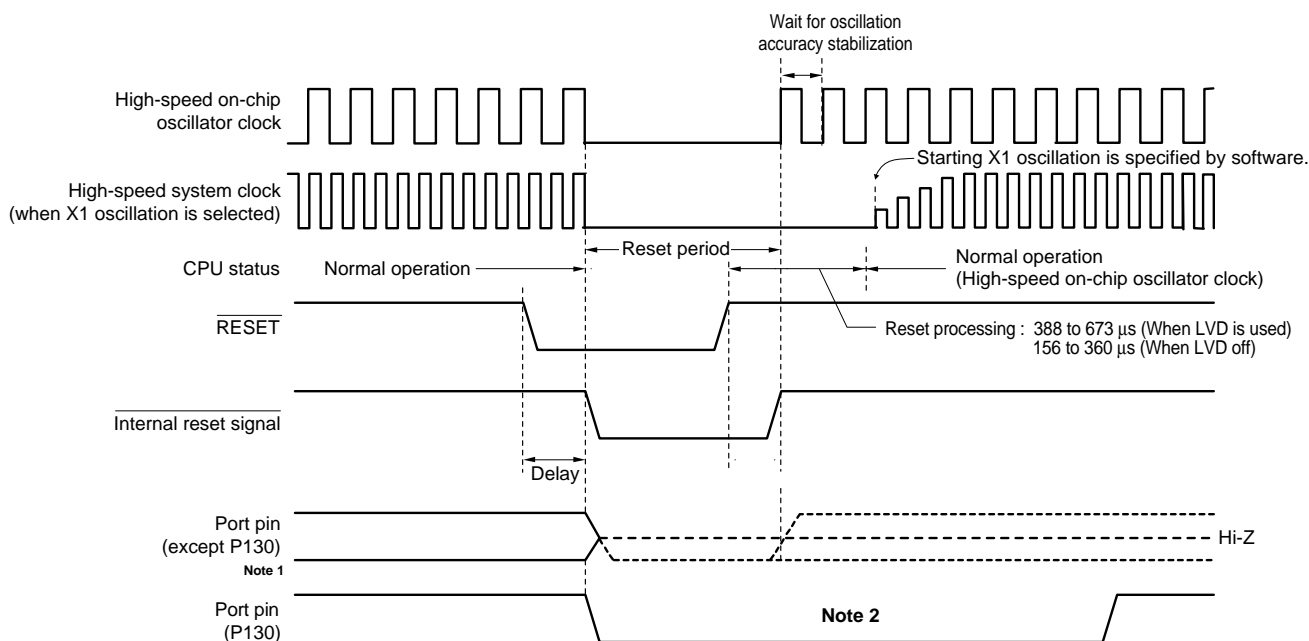 Wait for oscillation
accuracy stabilization
High-speed on-chip
oscillator clock
Starting X1 oscillation is specified by software.
High-speed system clock
(when X1 oscillation is selected)
Reset period
CPU status
Normal operation
Normal operation
(High-speed on-chip oscillator clock)
RESET
Reset processing : 388 to 673 μs (When LVD is used)
156 to 360 μs (When LVD off)
Internal reset signal
Delay
Port pin
(except P130)
Note 1
Hi-Z
Port pin
(P130)
Note 2